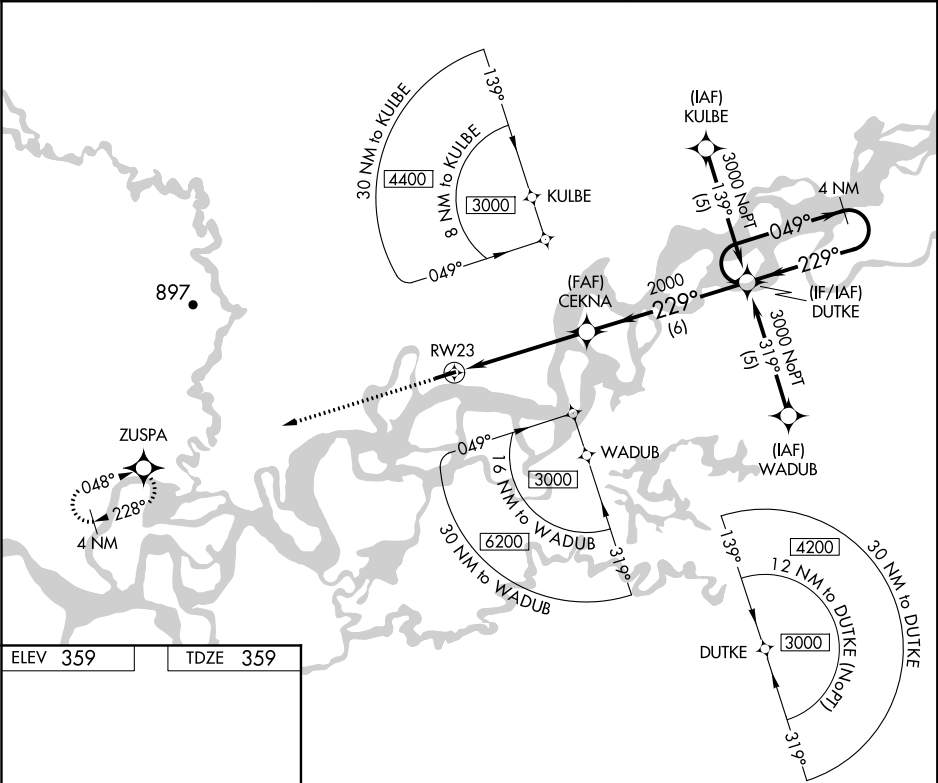 30 NM to KULBE
4400
8 NM to KULBE
3000
139°
KULBE
049°
(IAF)
KULBE
3000 NoPT
139°
(5)
4 NM
049°
229°
(IF/IAF)
DUTKE
2000
229°
(6)
(FAF)
CEKNA
RW23
897
3000 NoPT
319°
(5)
(IAF)
WADUB
ZUSPA
048°
228°
4 NM
049°
WADUB
3000
16 NM to WADUB
6200
30 NM to WADUB
319°
139°
4200
30 NM to DUTKE
12 NM to DUTKE (NoPT)
3000
DUTKE
319°
ELEV 359
TDZE 359